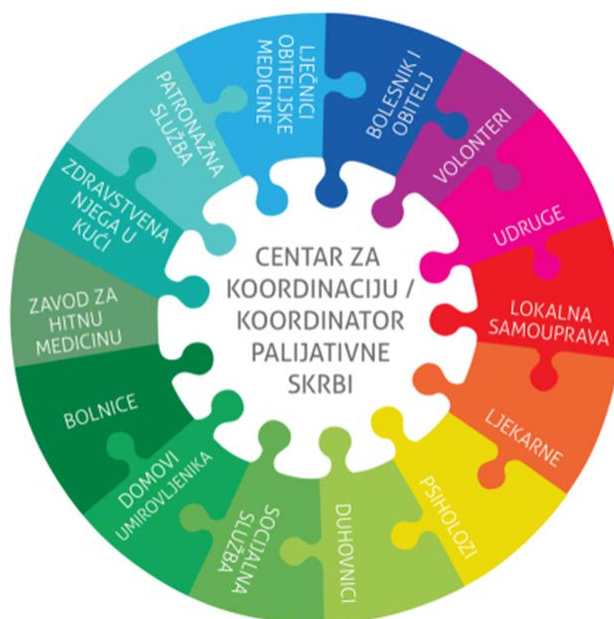 LJEČNICI
OBITELJSKE
MEDICINE
BOLESNIK I
OBITELJ
VOLONTERI
UDRUGE
LOKALNA
SAMOUPRAVA
LJEKARNE
PSIHOLOZI
DUHOVNICI
SOCIJALNA
SLUŽBA
DOMOVI
UMIROVLJENIKA
BOLNICE
ZAVOD ZA
HITNU
MEDICINU
ZDRAVSTVENA
NJEGA U
KUĆI
PATRONAŽNA
SLUŽBA
CENTAR ZA
KOORDINACIJU /
KOORDINATOR
PALIJATIVNE
SKRBI